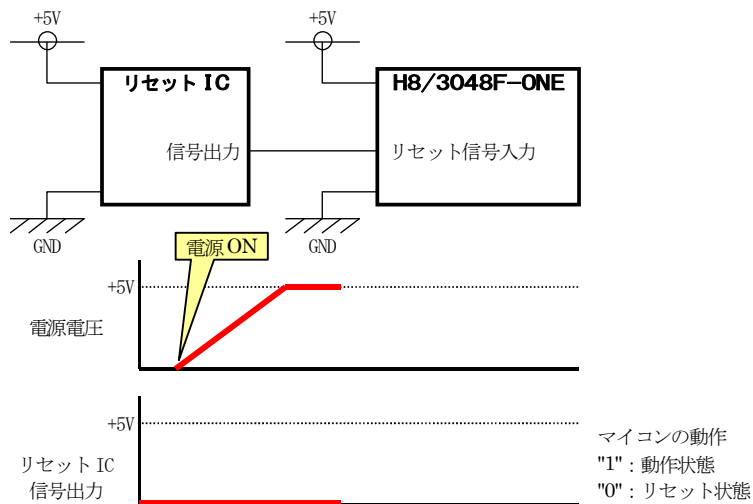 +5V
+5V
リセット IC
H8/3048F-ONE
信号出力
リセット信号入力
GND
GND
電源 ON
+5V
電源電圧
+5V
リセット IC
信号出力
マイコンの動作
"1"：動作状態
"0"：リセット状態